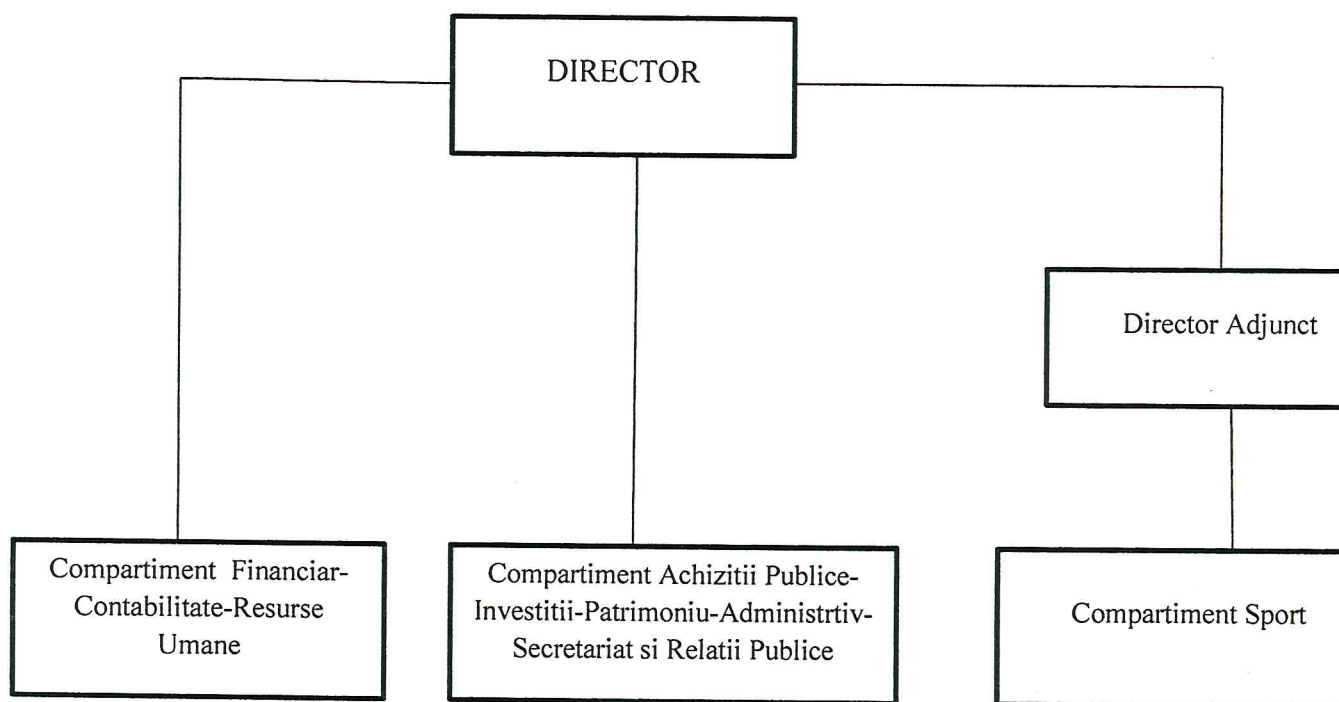 DIRECTOR
Director Adjunct
Compartiment Financiar-
Contabilitate-Resurse
Umane
Compartiment Achizitii Publice-
Investitii-Patrimoniu-Administrtiv-
Secretariat si Relatii Publice
Compartiment Sport